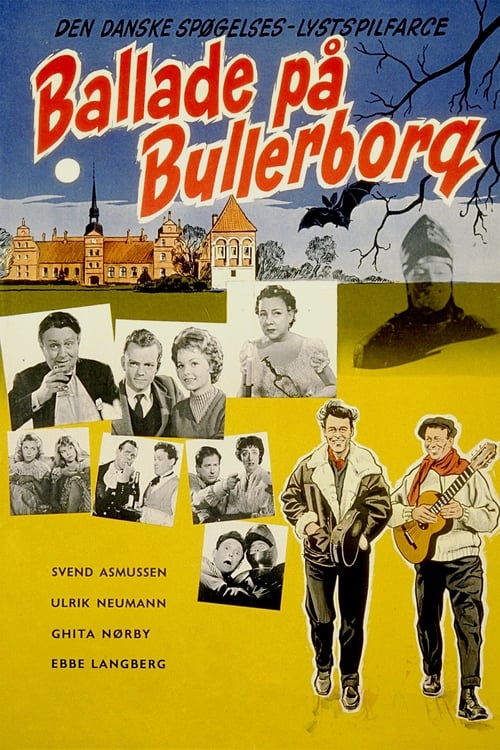 DEN DANSKE SPØGELSES-LYSTSPILFARCE
Ballade på
Bullerborg
SVEND ASMUSSEN
ULRIK NEUMANN
GHITA NØRBY
EBBE LANGBERG